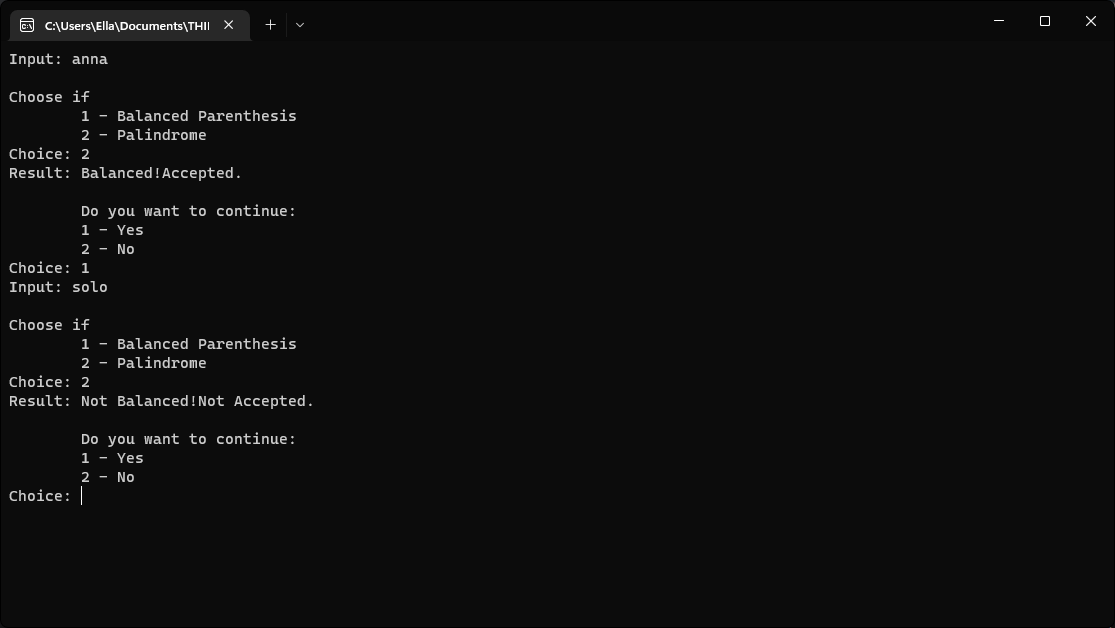 C:\Users\Ella\Documents\THI
Input: anna
Choose if
1 - Balanced Parenthesis
2 - Palindrome
Choice: 2
Result: Balanced!Accepted.
Do you want to continue:
1 - Yes
2 - No
Choice: 1
Input: solo
Choose if
1 - Balanced Parenthesis
2 - Palindrome
Choice: 2
Result: Not Balanced!Not Accepted.
Do you want to continue:
1 - Yes
2 - No
Choice: